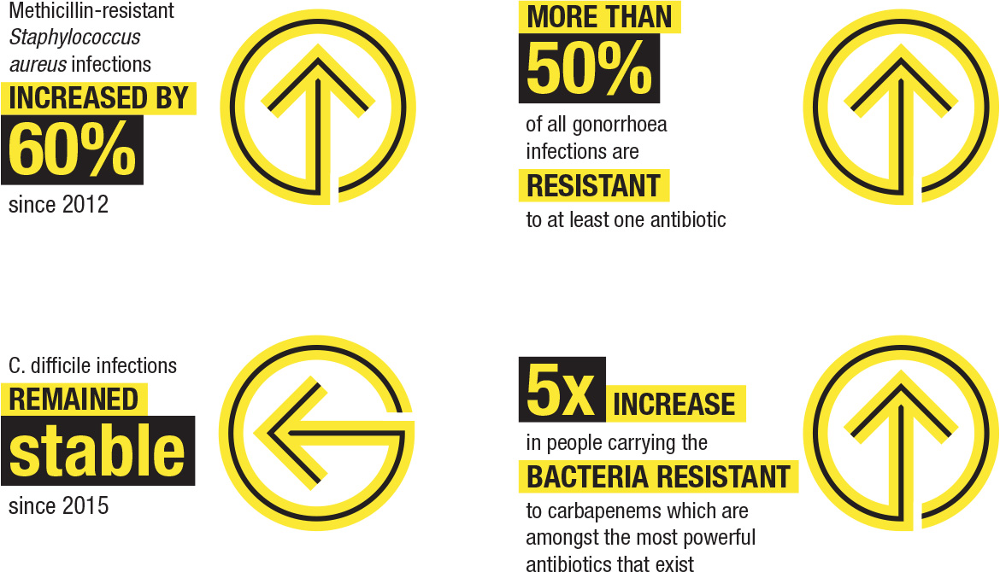 Methicillin-resistant
Staphylococcus
aureus infections
INCREASED BY
60%
since 2012
MORE THAN
50%
of all gonorrhoea
infections are
RESISTANT
to at least one antibiotic
C. difficile infections
REMAINED
stable
since 2015
5x INCREASE
in people carrying the
BACTERIA RESISTANT
to carbapenems which are
amongst the most powerful
antibiotics that exist